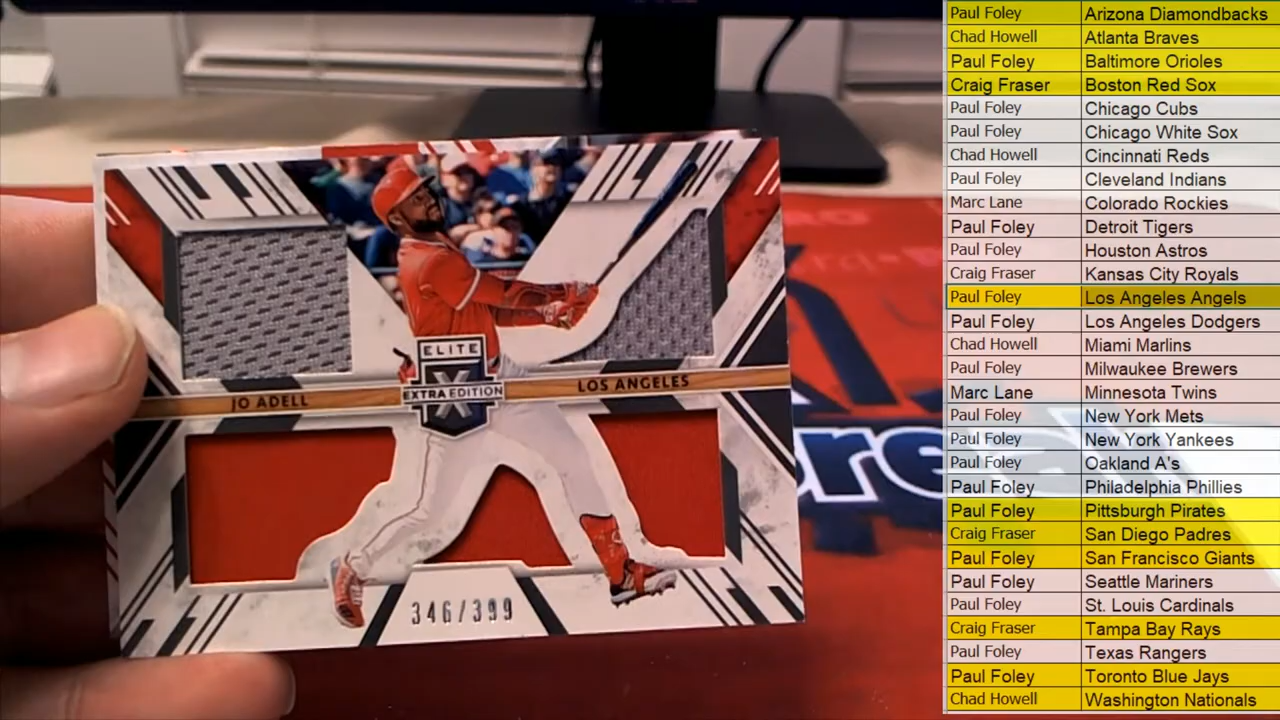 ELITE
X
EXTRA EDITION
JO ADELL
LOS ANGELES
346/399
bre
Paul Foley Arizona Diamondbacks
Chad Howell Atlanta Braves
Paul Foley Baltimore Orioles
Craig Fraser Boston Red Sox
Paul Foley Chicago Cubs
Paul Foley Chicago White Sox
Chad Howell Cincinnati Reds
Paul Foley Cleveland Indians
Marc Lane Colorado Rockies
Paul Foley Detroit Tigers
Paul Foley Houston Astros
Craig Fraser Kansas City Royals
Paul Foley Los Angeles Angels
Paul Foley Los Angeles Dodgers
Chad Howell Miami Marlins
Paul Foley Milwaukee Brewers
Marc Lane Minnesota Twins
Paul Foley New York Mets
Paul Foley New York Yankees
Paul Foley Oakland A's
Paul Foley Philadelphia Phillies
Paul Foley Pittsburgh Pirates
Craig Fraser San Diego Padres
Paul Foley San Francisco Giants
Paul Foley Seattle Mariners
Paul Foley St. Louis Cardinals
Craig Fraser Tampa Bay Rays
Paul Foley Texas Rangers
Paul Foley Toronto Blue Jays
Chad Howell Washington Nationals